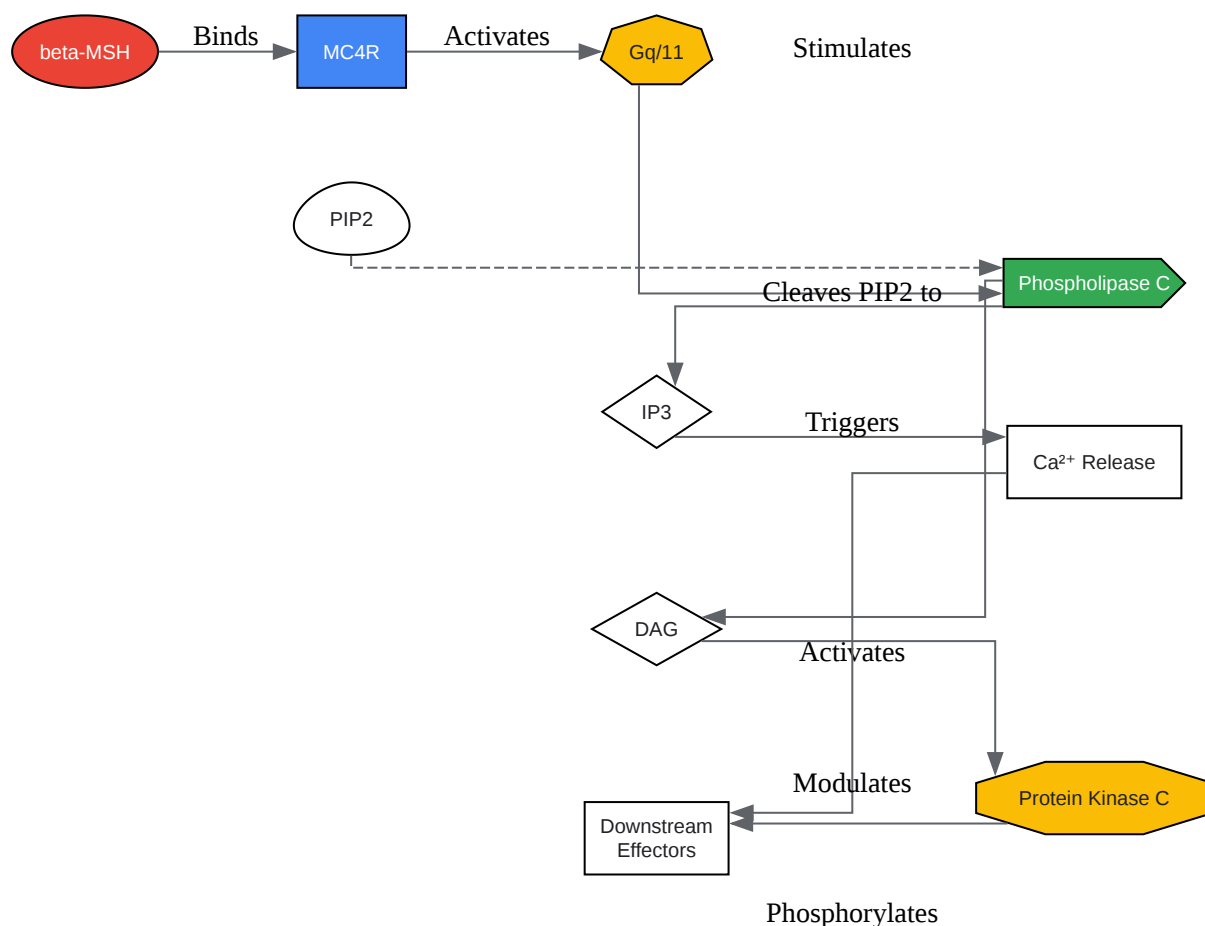 beta-MSH
Binds
MC4R
Activates
Gq/11
Stimulates
PIP2
Phospholipase C
Cleaves PIP2 to
IP3
Triggers
Ca²⁺ Release
DAG
Activates
Modulates
Protein Kinase C
Downstream
Effectors
Phosphorylates